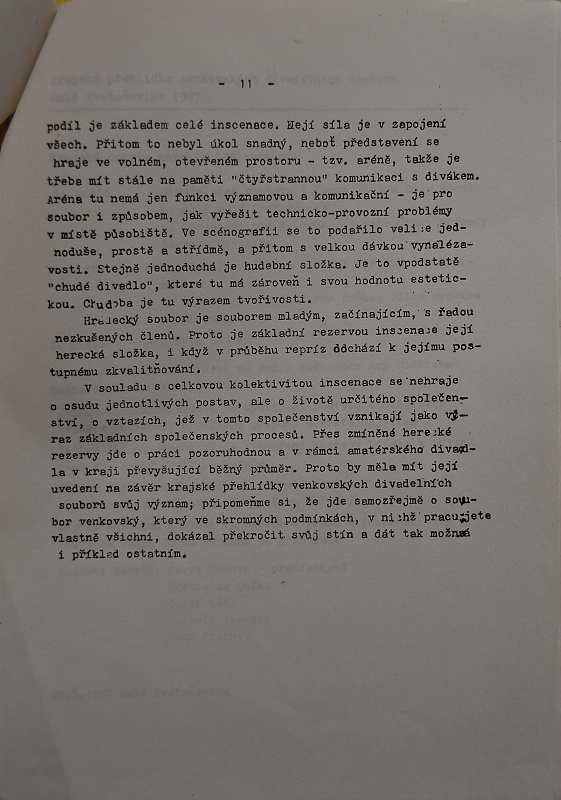 - 11 -
podíl je základem celé inscenace. Její síla je v zapojení
všech. Přitom to nebyl úkol snadný, neboť představení se
hraje ve volném, otevřeném prostoru - tzv. aréně, takže je
třeba mít stále na paměti "čtyřstrannou" komunikaci s divákem.
Aréna tu nemá jen funkci významovou a komunikační - je pro
soubor i způsobem, jak vyřešit technicko-provozní problémy
v místě působiště. Ve scénografii se to podařilo velice jed-
noduše, prostě a střídmě, a přitom s velkou dávkou vynaléza-
vosti. Stejně jednoduchá je hudební složka. Je to vpodstatě
"chudé divadlo", které tu má zároveň i svou hodnotu estetic-
kou. Chudoba je tu výrazem tvořivosti.
Hradecký soubor je souborem mladým, začínajícím, s řadou
nezkušených členů. Proto je základní rezervou inscenace její
herecká složka, i když v průběhu repríz dochází k jejímu pos-
tupnému zkvalitňování.
V souladu s celkovou kolektivitou inscenace se nehraje
o osudu jednotlivých postav, ale o životě určitého společen-
ství, o vztazích, jež v tomto společenství vznikají jako vý-
raz základních společenských procesů. Přes zmíněné herecké
rezervy jde o práci pozoruhodnou a v rámci amatérského divad-
la v kraji převyšující běžný průměr. Proto by měla mít její
uvedení na závěr krajské přehlídky venkovských divadelních
souborů svůj význam; připomeňme si, že jde samozřejmě o sou-
bor venkovský, který ve skromných podmínkách, v nichž pracujete
vlastně všichni, dokázal překročit svůj stín a dát tak možná
i příklad ostatním.